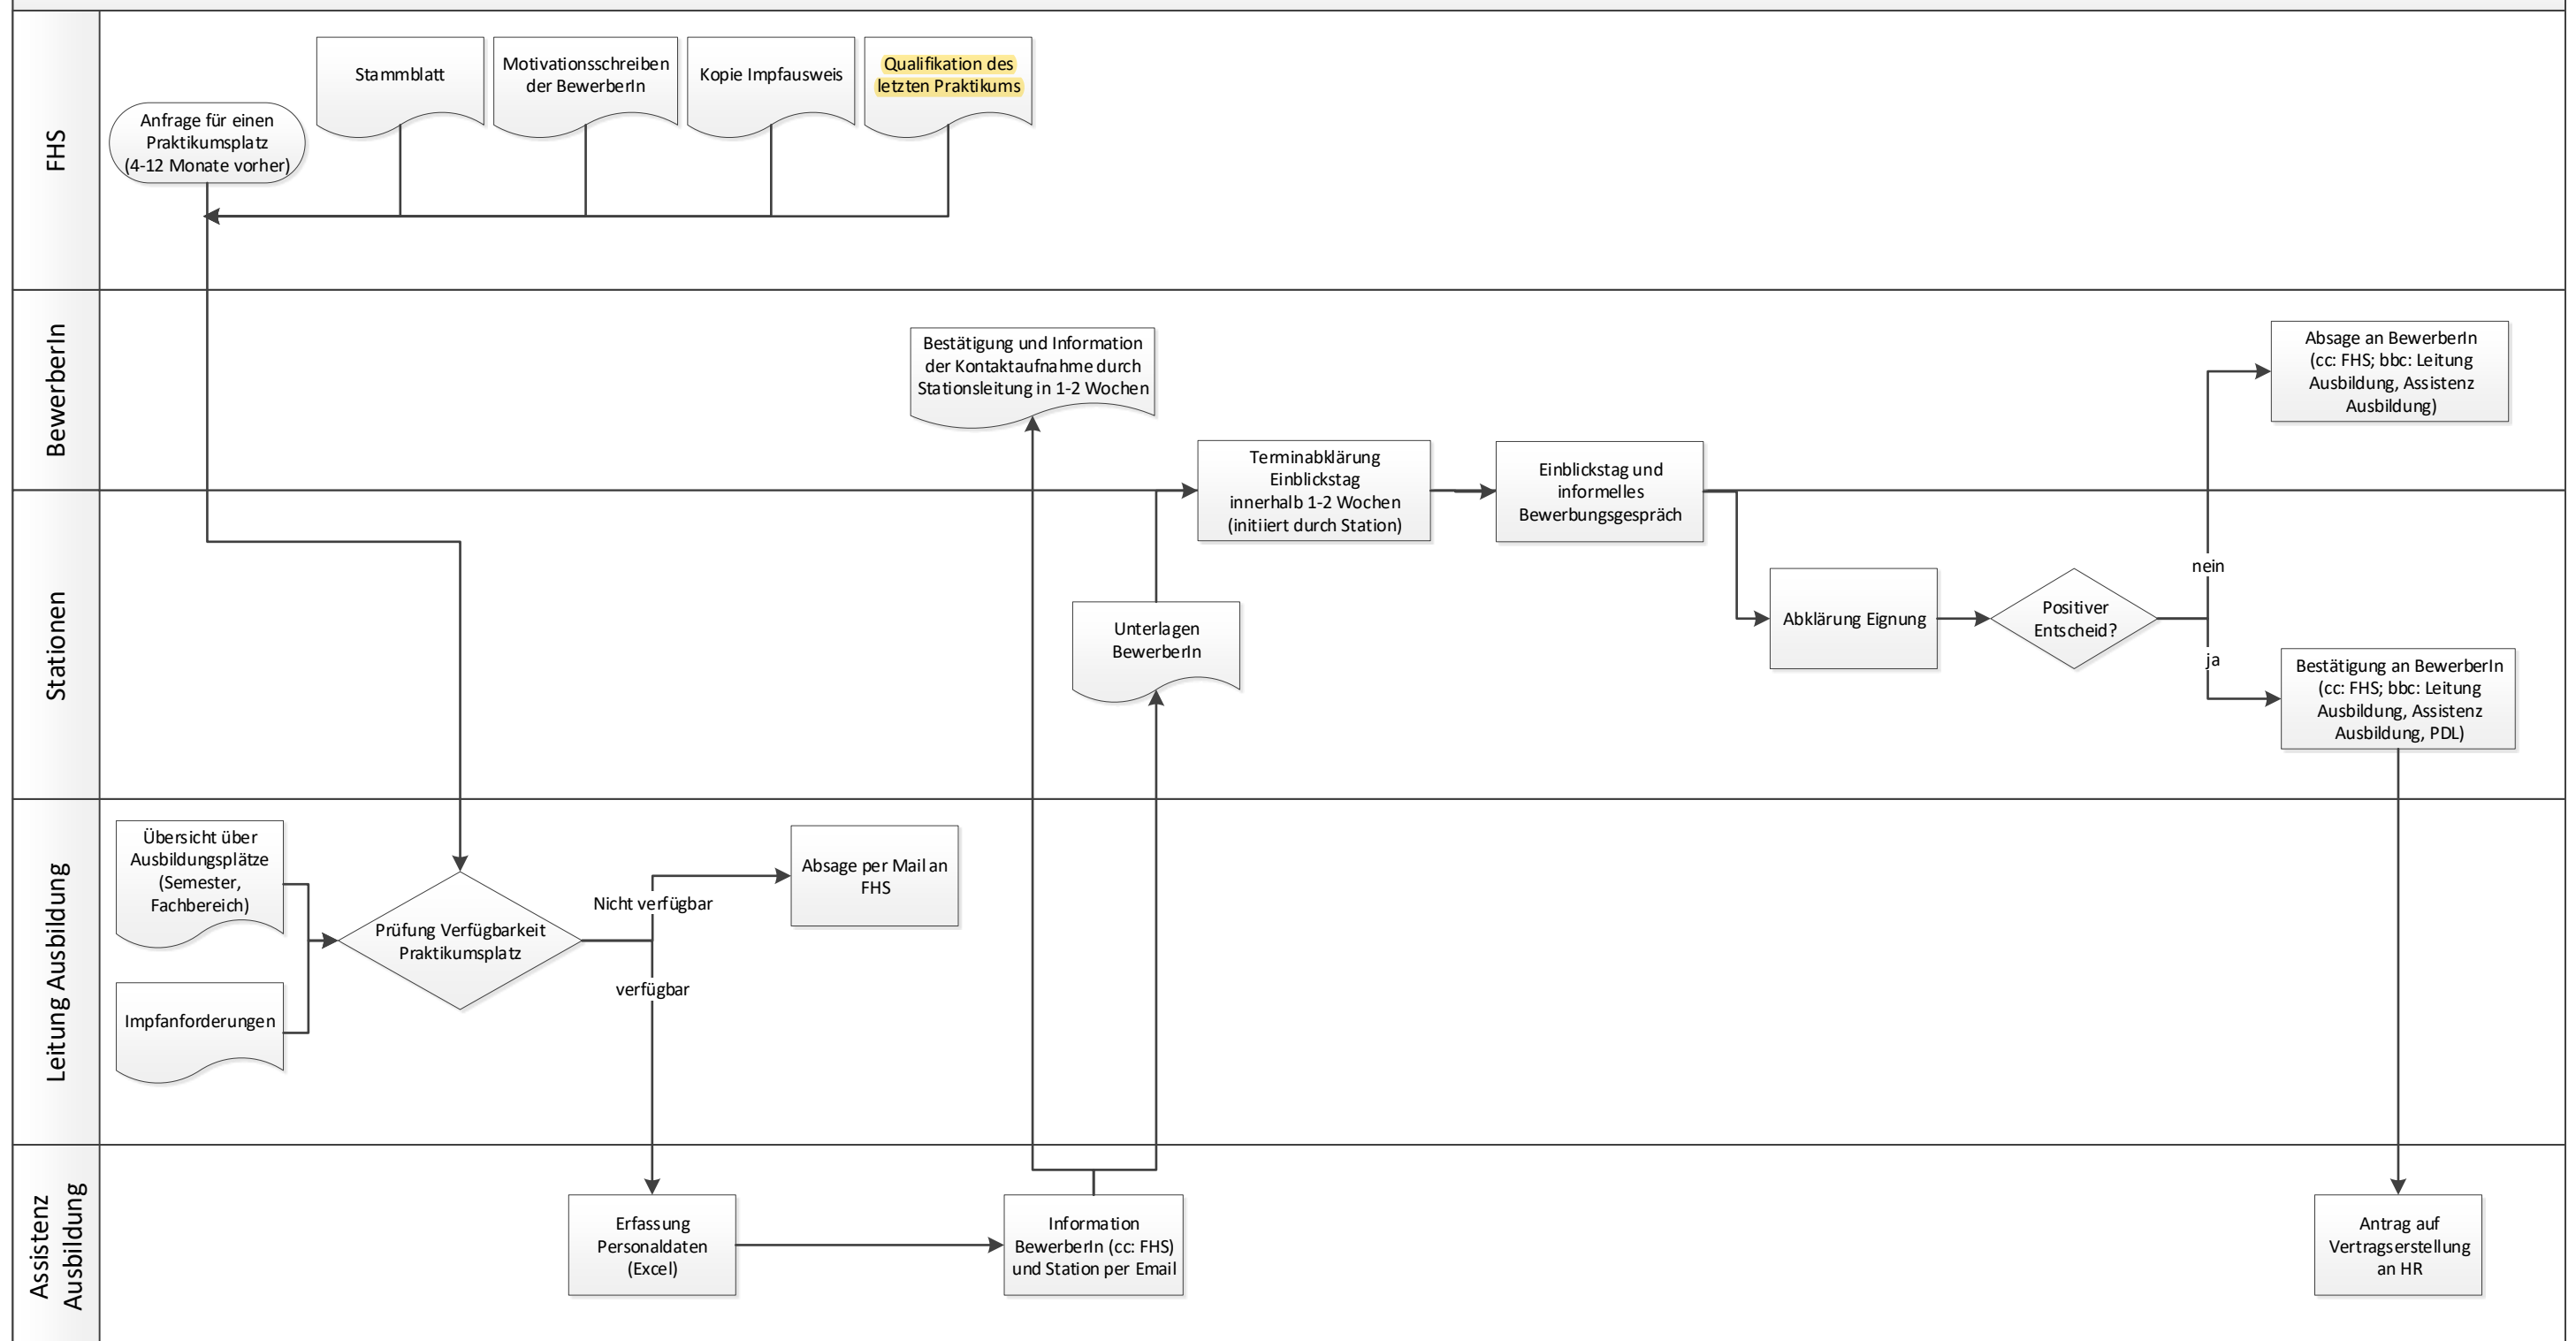 FHS
Anfrage für einen
Praktikumsplatz
(4-12 Monate vorher)
Stammblatt
Motivationsschreiben
der BewerberIn
Kopie Impfausweis
Qualifikation des
letzten Praktikums
BewerberIn
Bestätigung und Information
der Kontaktaufnahme durch
Stationsleitung in 1-2 Wochen
Terminabklärung
Einblickstag
innerhalb 1-2 Wochen
(initiiert durch Station)
Einblickstag und
informelles
Bewerbungsgespräch
Absage an BewerberIn
(cc: FHS; bbc: Leitung
Ausbildung, Assistenz
Ausbildung)
Stationen
Unterlagen
BewerberIn
Abklärung Eignung
Positiver
Entscheid?
nein
ja
Bestätigung an BewerberIn
(cc: FHS; bbc: Leitung
Ausbildung, Assistenz
Ausbildung, PDL)
Leitung Ausbildung
Übersicht über
Ausbildungsplätze
(Semester,
Fachbereich)
Impfanforderungen
Prüfung Verfügbarkeit
Praktikumsplatz
Nicht verfügbar
verfügbar
Absage per Mail an
FHS
Assistenz
Ausbildung
Erfassung
Personaldaten
(Excel)
Information
BewerberIn (cc: FHS)
und Station per Email
Antrag auf
Vertragserstellung
an HR